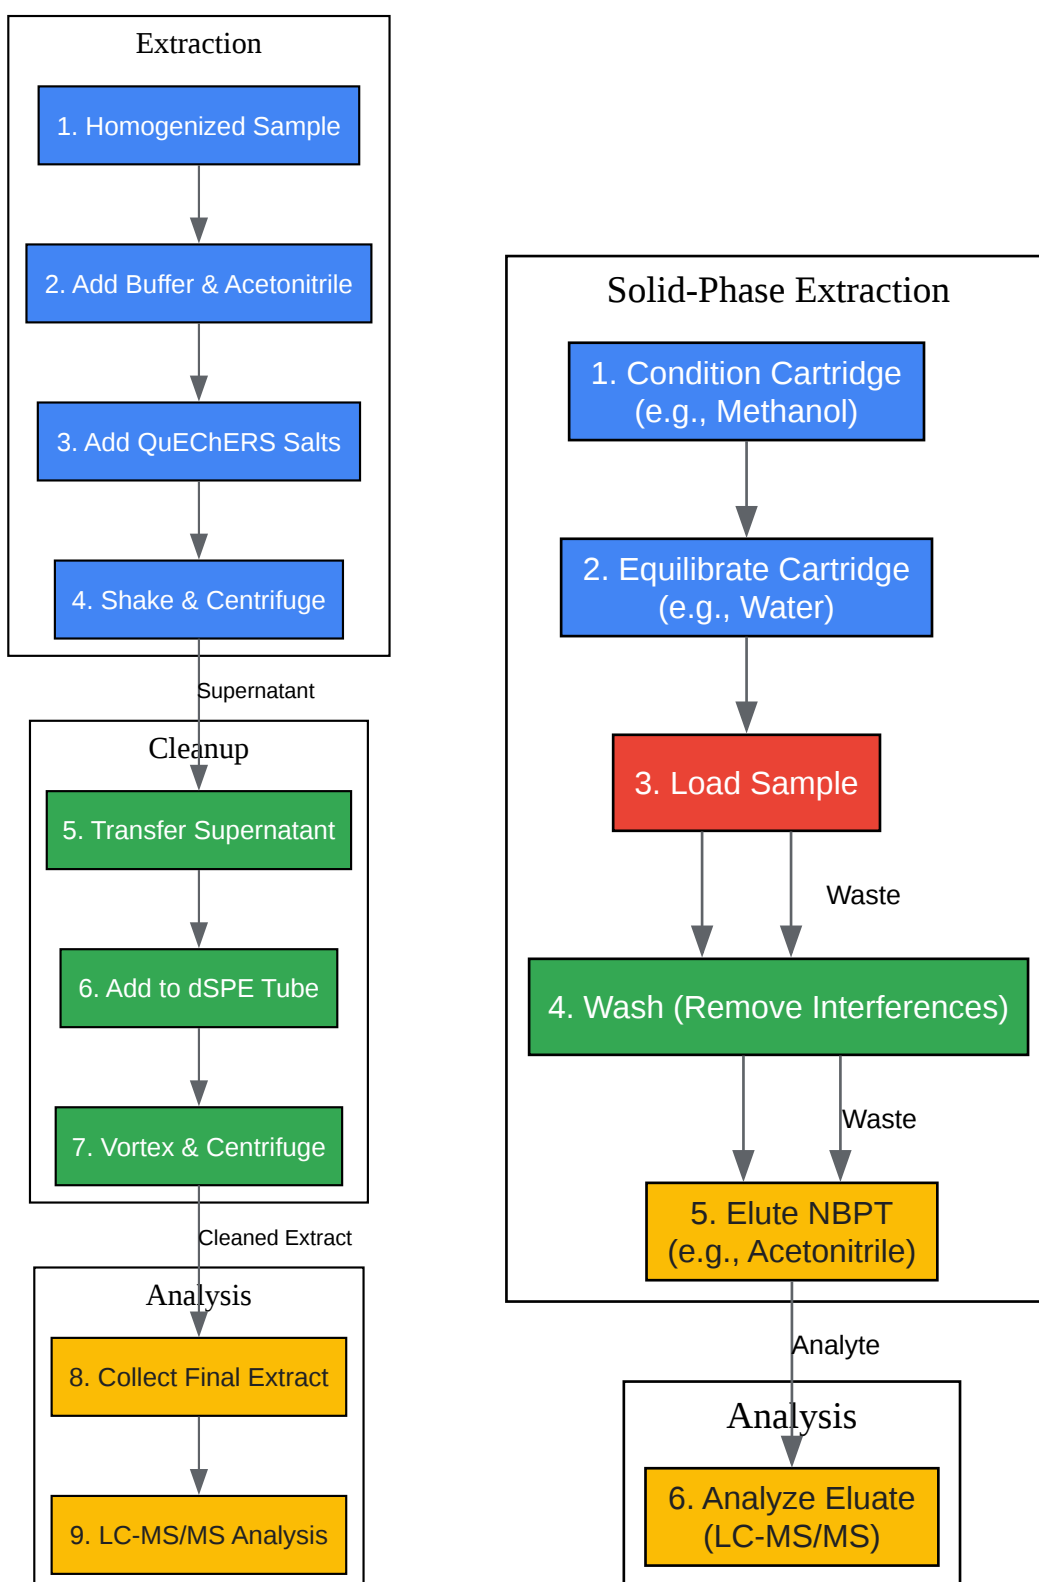 Extraction
1. Homogenized Sample
2. Add Buffer & Acetonitrile
3. Add QuEChERS Salts
4. Shake & Centrifuge
Supernatant
Cleanup
5. Transfer Supernatant
6. Add to dSPE Tube
7. Vortex & Centrifuge
Cleaned Extract
Analysis
8. Collect Final Extract
9. LC-MS/MS Analysis
Solid-Phase Extraction
1. Condition Cartridge
(e.g., Methanol)
2. Equilibrate Cartridge
(e.g., Water)
3. Load Sample
Waste
4. Wash (Remove Interferences)
Waste
5. Elute NBPT
(e.g., Acetonitrile)
Analyte
Analysis
6. Analyze Eluate
(LC-MS/MS)